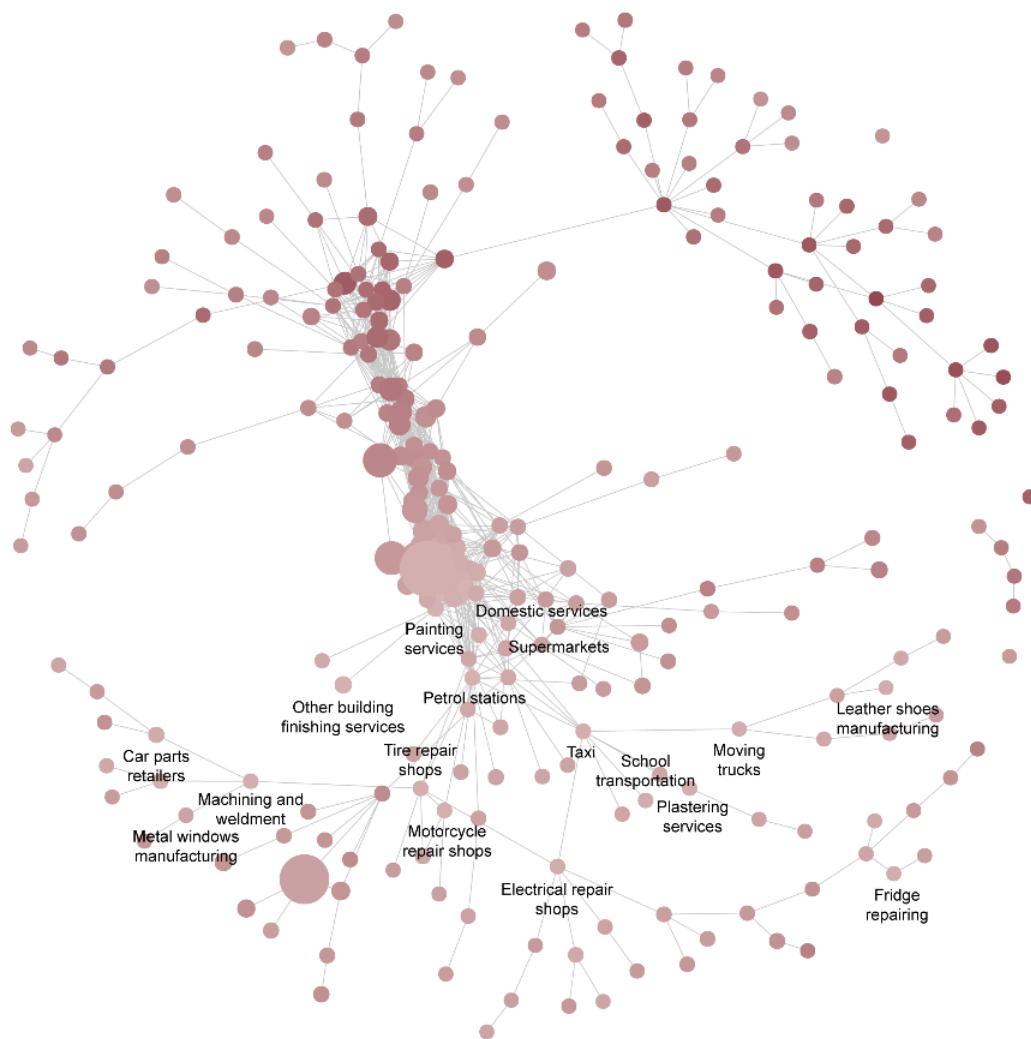 Domestic services
Painting
services
Supermarkets
Petrol stations
Other building
finishing services
Leather shoes
manufacturing
Tire repair
shops
Taxi
Moving
trucks
Car parts
retailers
School
transportation
Machining and
weldment
Plastering
services
Metal windows
manufacturing
Motorcycle
repair shops
Electrical repair
shops
Fridge
repairing